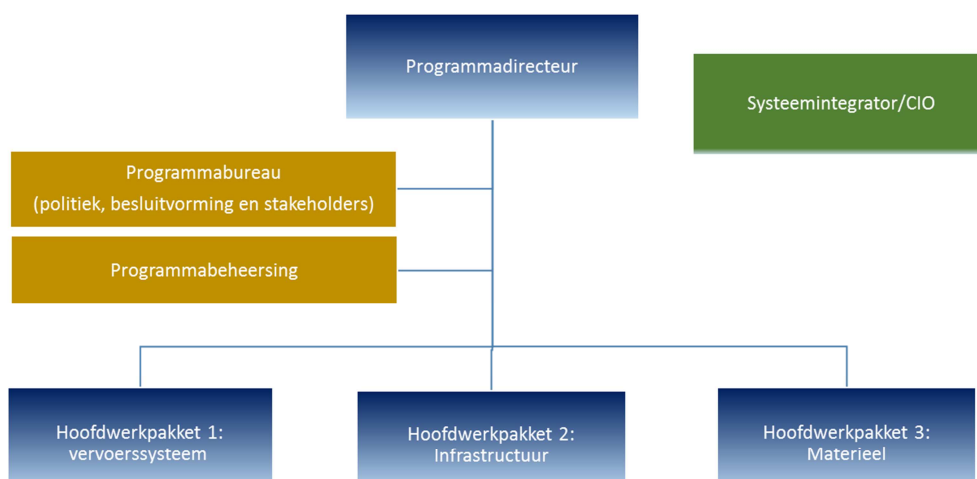 Programmadirecteur
Systeemintegrator/CIO
Programmabureau
(politiek, besluitvorming en stakeholders)
Programmabeheersing
Hoofdwerkpakket 1:
vervoerssysteem
Hoofdwerkpakket 2:
Infrastructuur
Hoofdwerkpakket 3:
Materieel